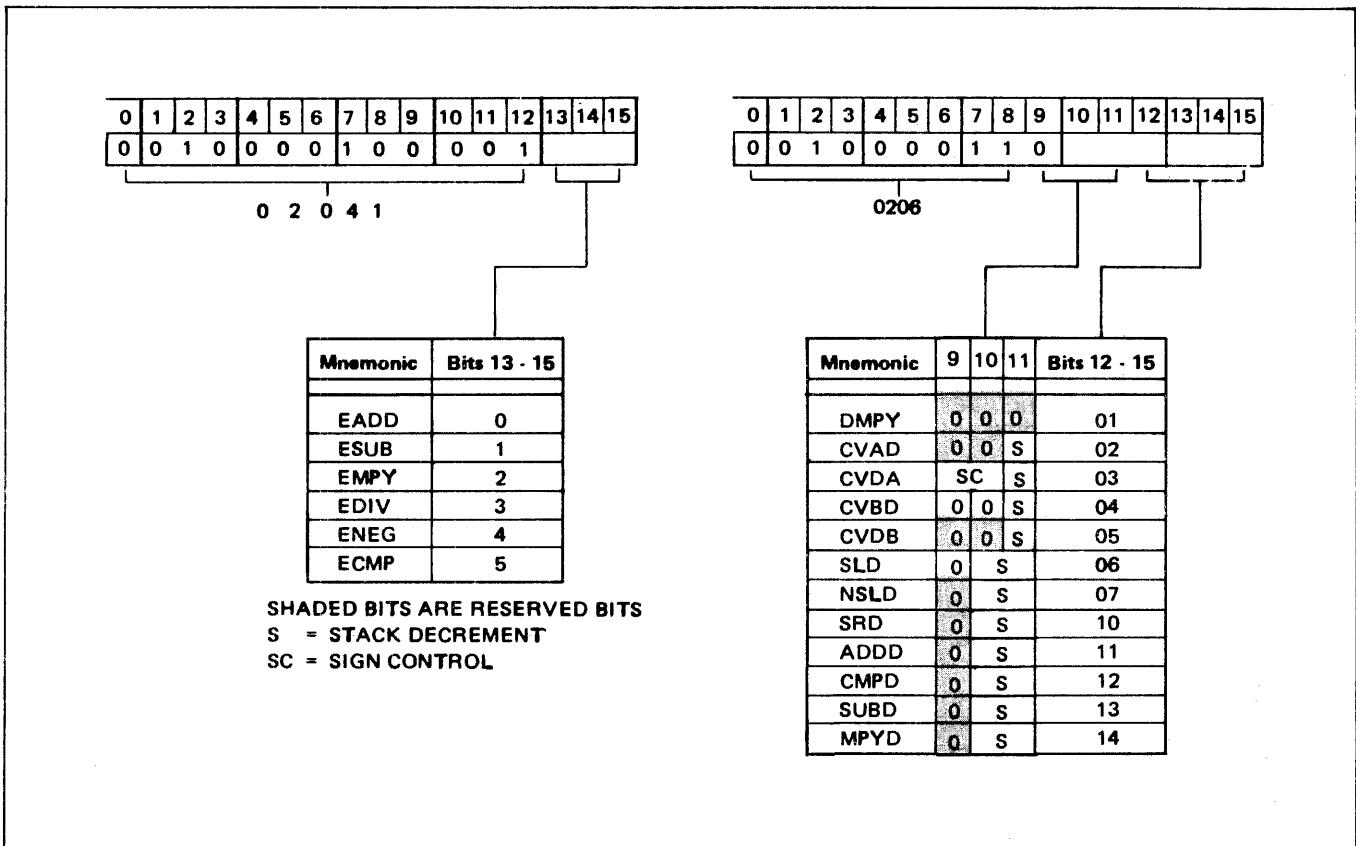 0 1 2 3 4 5 6 7 8 9 10 11 12 13 14 15
0 0 1 0 0 0 0 1 0 0 0 0 1
0 2 0 4 1
Mnemonic Bits 13 - 15
EADD 0
ESUB 1
EMPY 2
EDIV 3
ENEG 4
ECMP 5
SHADED BITS ARE RESERVED BITS
S = STACK DECREMENT
SC = SIGN CONTROL
0 1 2 3 4 5 6 7 8 9 10 11 12 13 14 15
0 0 1 0 0 0 0 1 1 0
0206
Mnemonic 9 10 11 Bits 12 - 15
DMPY 0 0 0 01
CVAD 0 0 S 02
CVDA SC S 03
CVBD 0 0 S 04
CVDB 0 0 S 05
SLD 0 S 06
NSLD 0 S 07
SRD 0 S 10
ADDD 0 S 11
CMPD 0 S 12
SUBD 0 S 13
MPYD 0 S 14